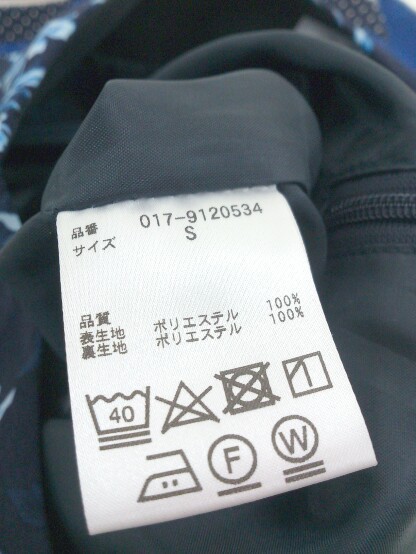 品番 017-9120534
サイズ S
品質
表生地 ポリエステル 100%
裏生地 ポリエステル 100%
40
F W